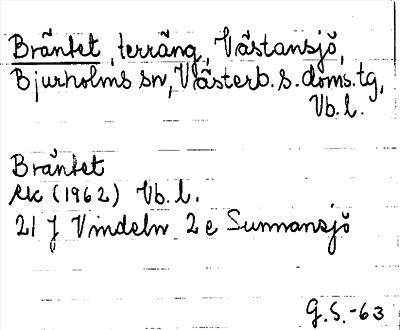 Bräntet, terräng, Västansjö,
Bjurholms sn, Västerb. s. doms. tg,
Vb. l.
Bräntet
ek (1962) Vb. l.
21 J Vindeln 2 e Sunnansjö
G.S.-63